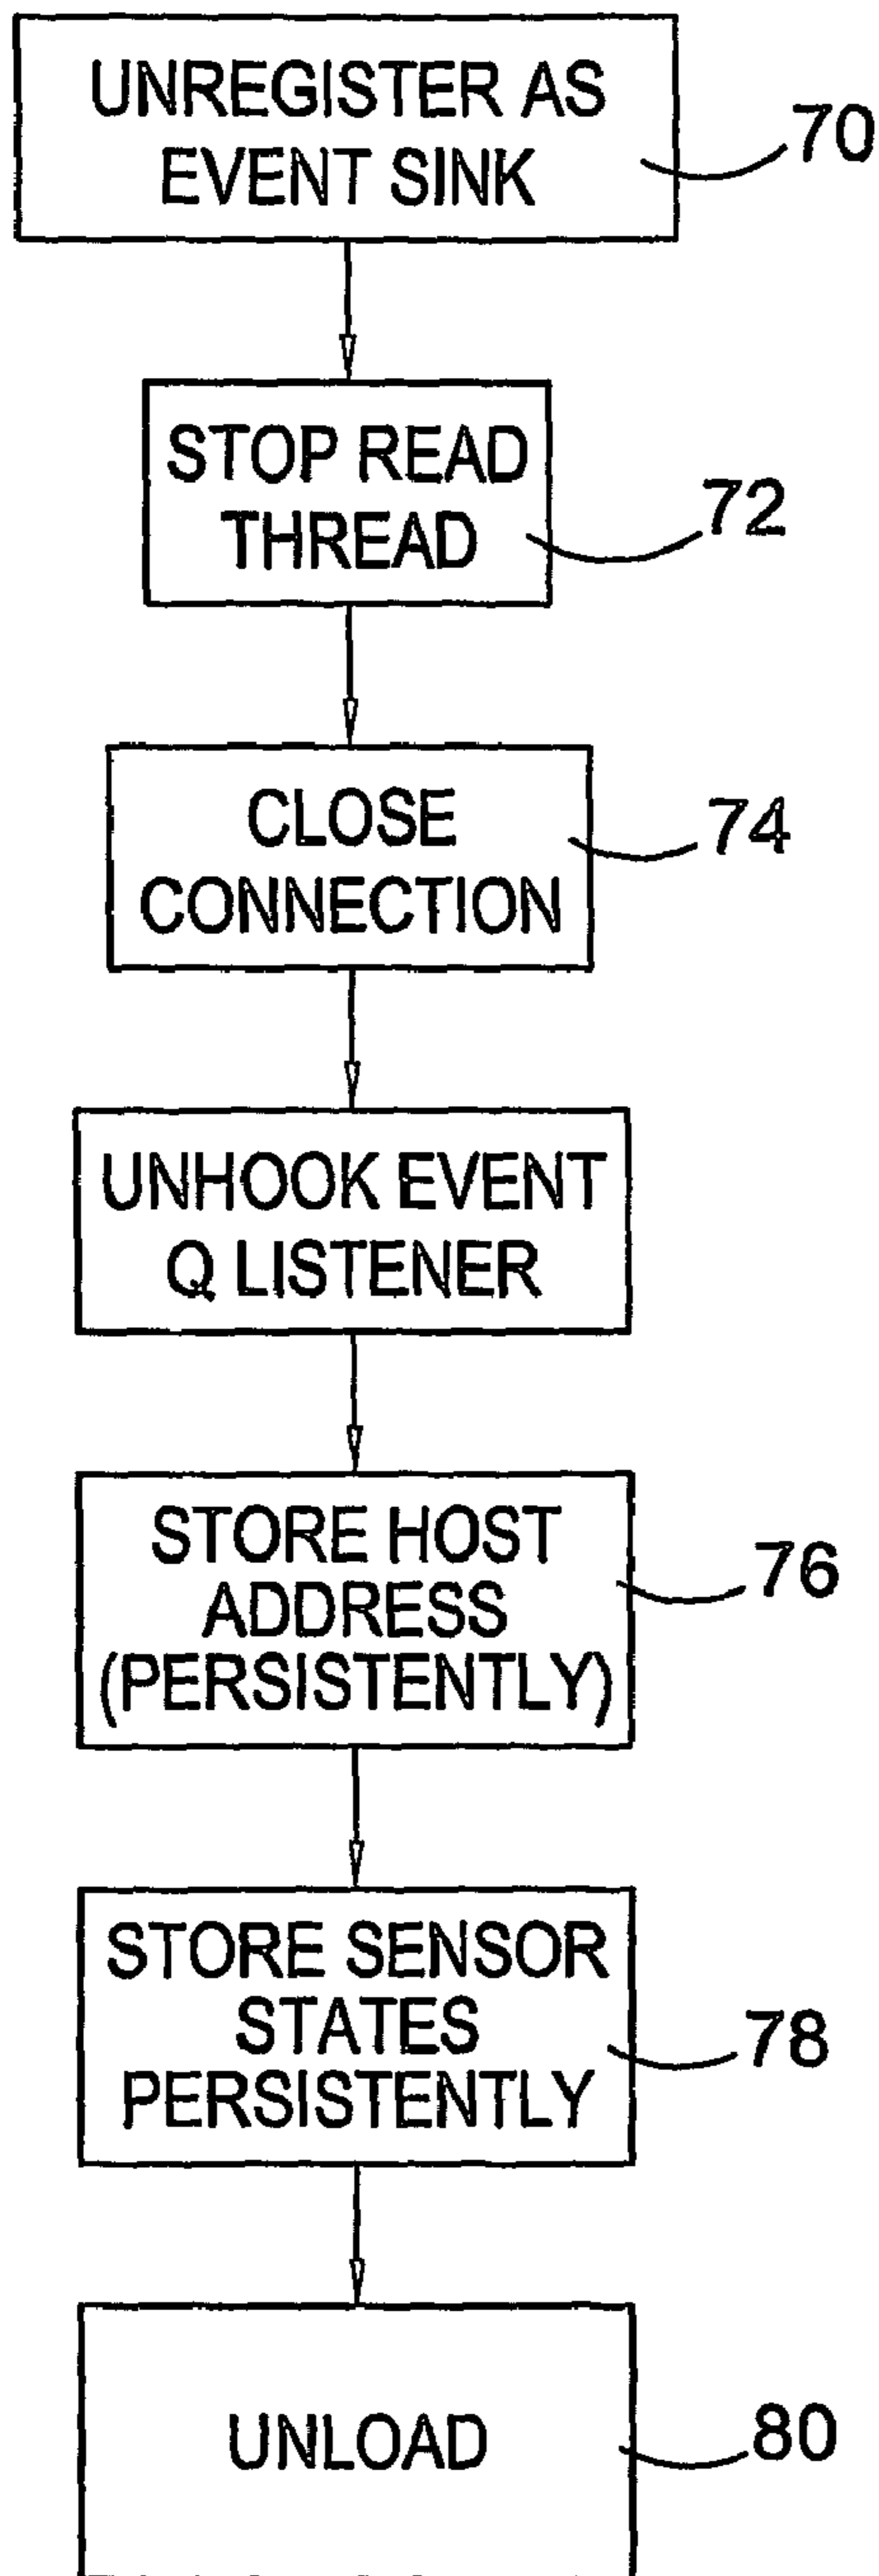 UNREGISTER AS
EVENT SINK
70
STOP READ
THREAD
72
CLOSE
CONNECTION
74
UNHOOK EVENT
Q LISTENER
STORE HOST
ADDRESS
(PERSISTENTLY)
76
STORE SENSOR
STATES
PERSISTENTLY
78
UNLOAD
80